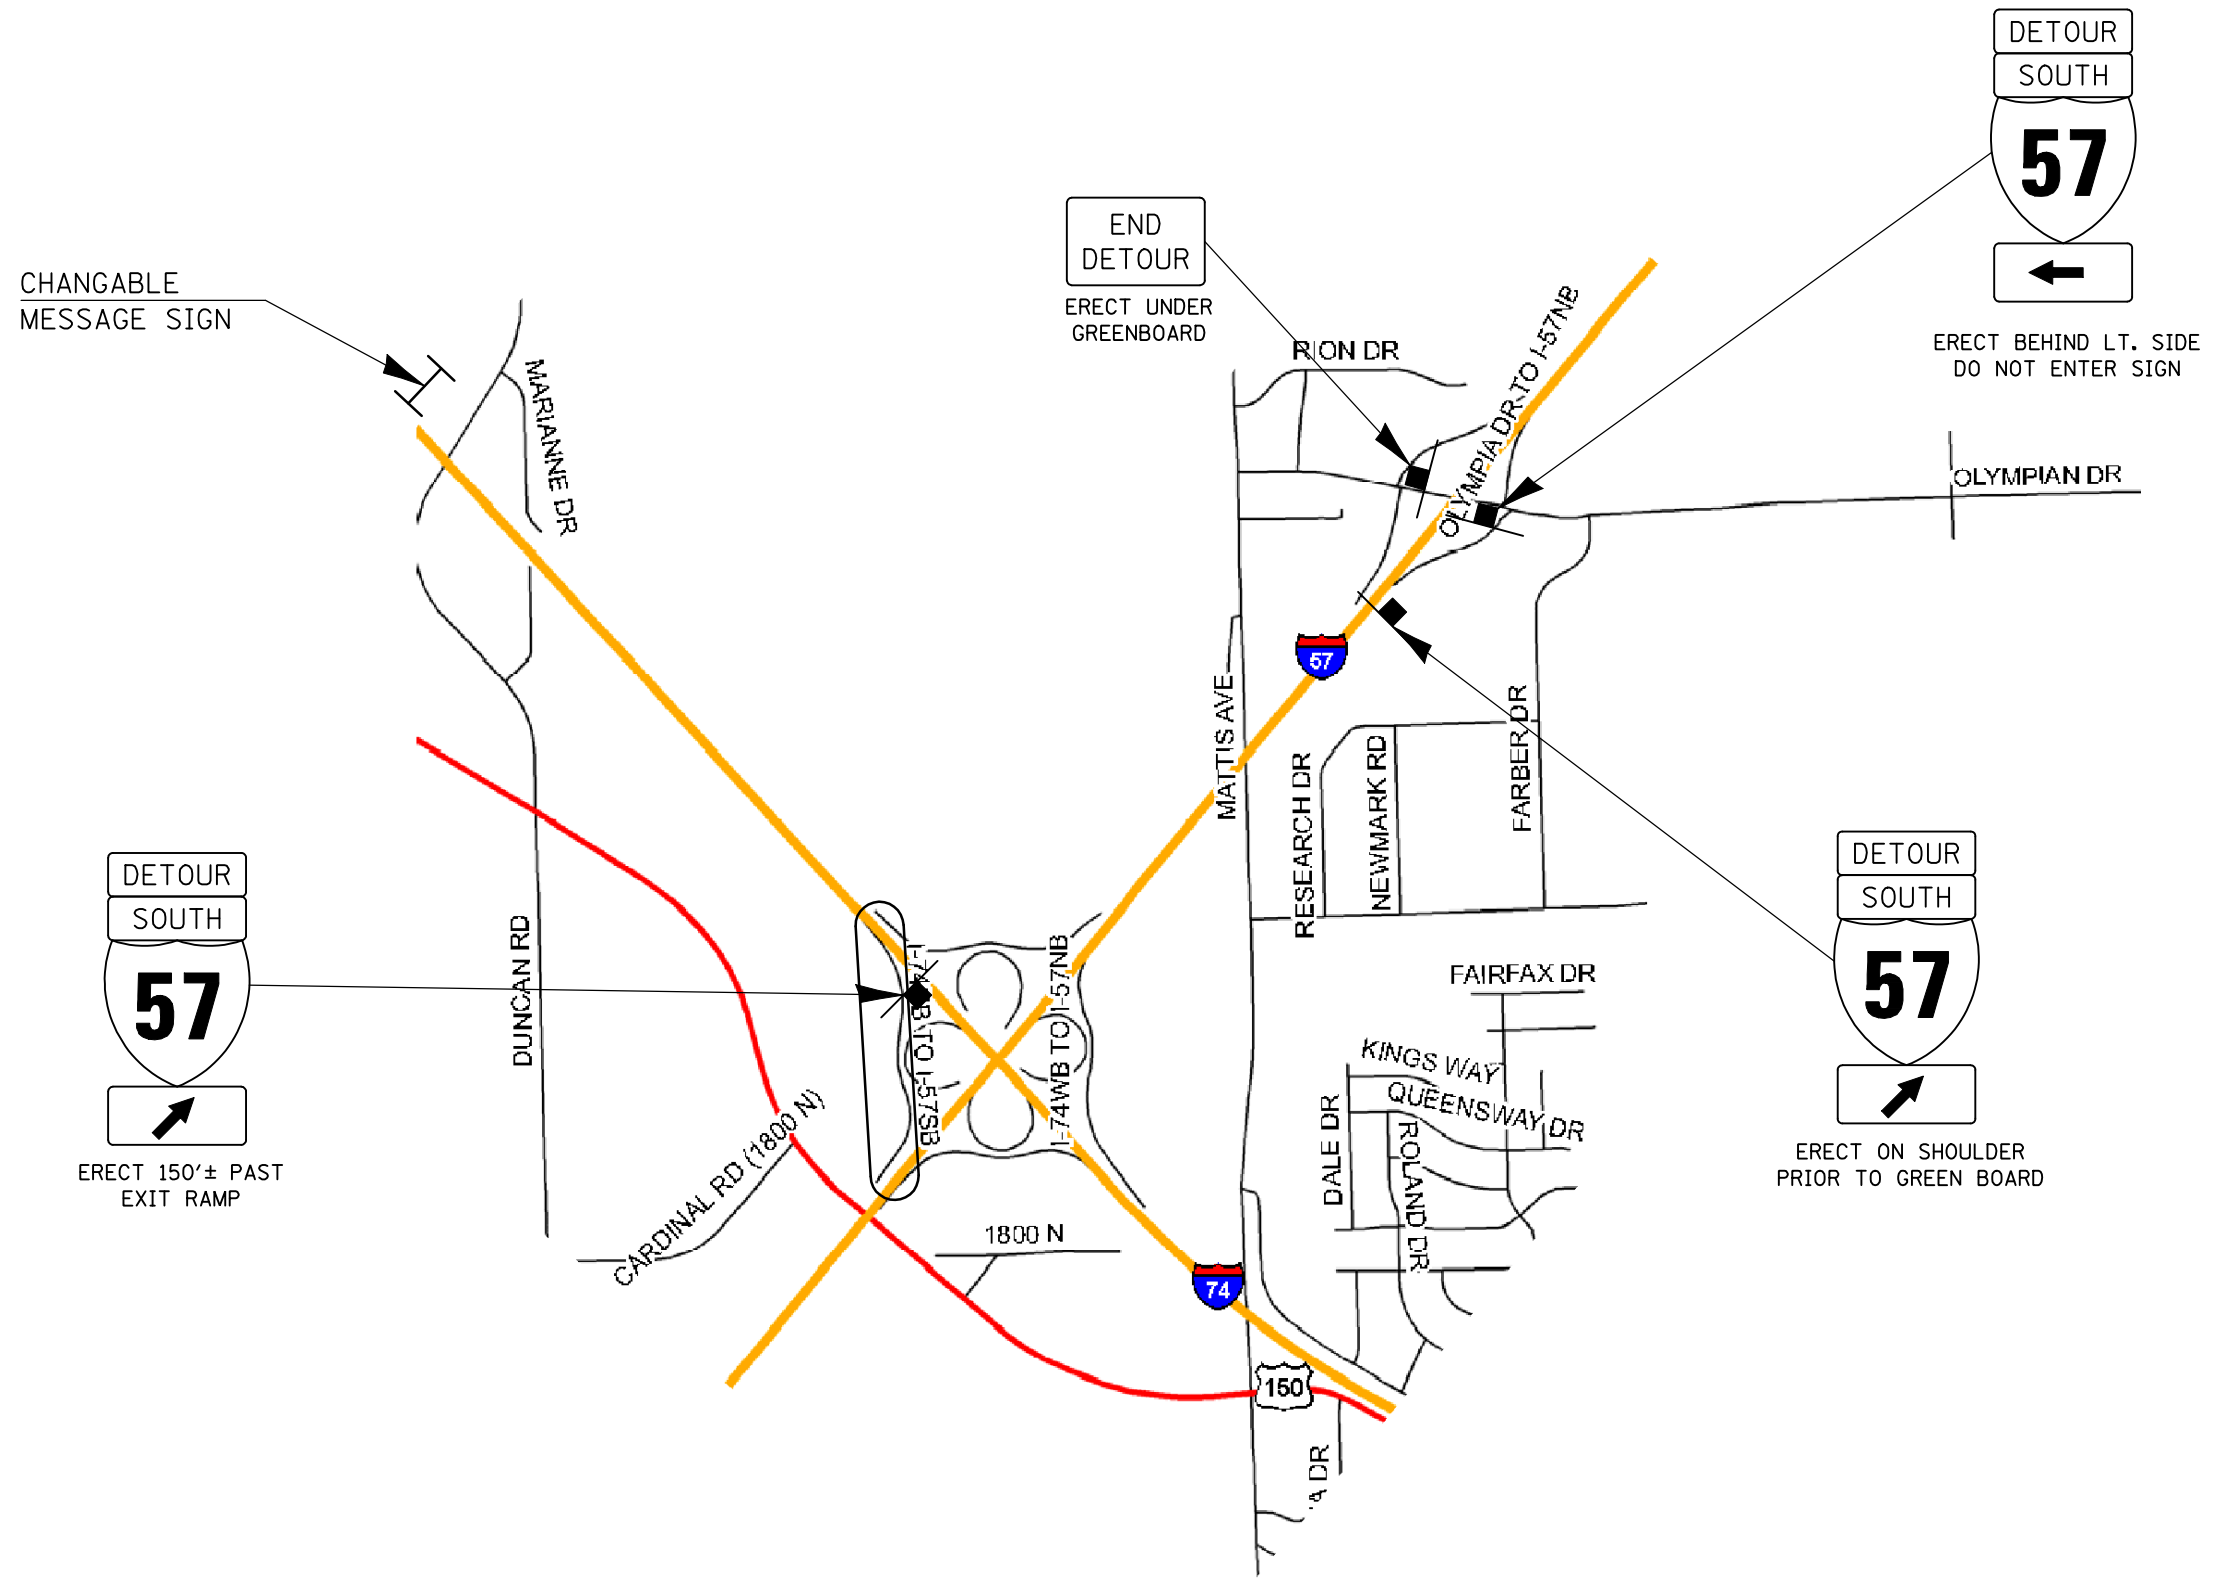 DETOUR
SOUTH
57
ERECT BEHIND LT. SIDE
DO NOT ENTER SIGN
END
DETOUR
ERECT UNDER
GREENBOARD
CHANGABLE
MESSAGE SIGN
RION DR
OLYMPIA DR TO I-57NB
MARIANNE DR
OLYMPIAN DR
57
MATTIS AVE
RESEARCH DR
NEWMARK RD
FARBER DR
DETOUR
SOUTH
57
ERECT ON SHOULDER
PRIOR TO GREEN BOARD
DETOUR
SOUTH
57
ERECT 150'± PAST
EXIT RAMP
DUNCAN RD
I-74WB TO I-57NB
TO I-57SB
FAIRFAX DR
KINGS WAY
QUEENSWAY DR
DALE DR
ROLAND DR
CARDINAL RD (1800 N)
1800 N
74
150
A DR